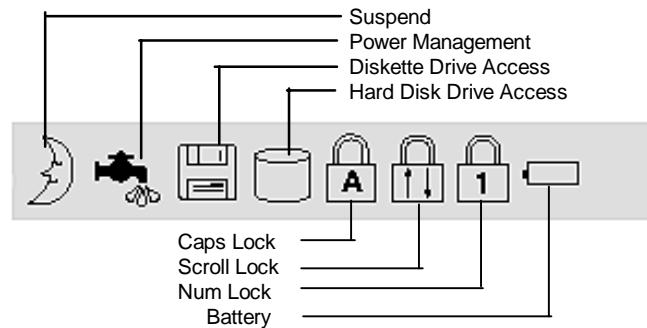 Suspend
Power Management
Diskette Drive Access
Hard Disk Drive Access
A
1
Caps Lock
Scroll Lock
Num Lock
Battery